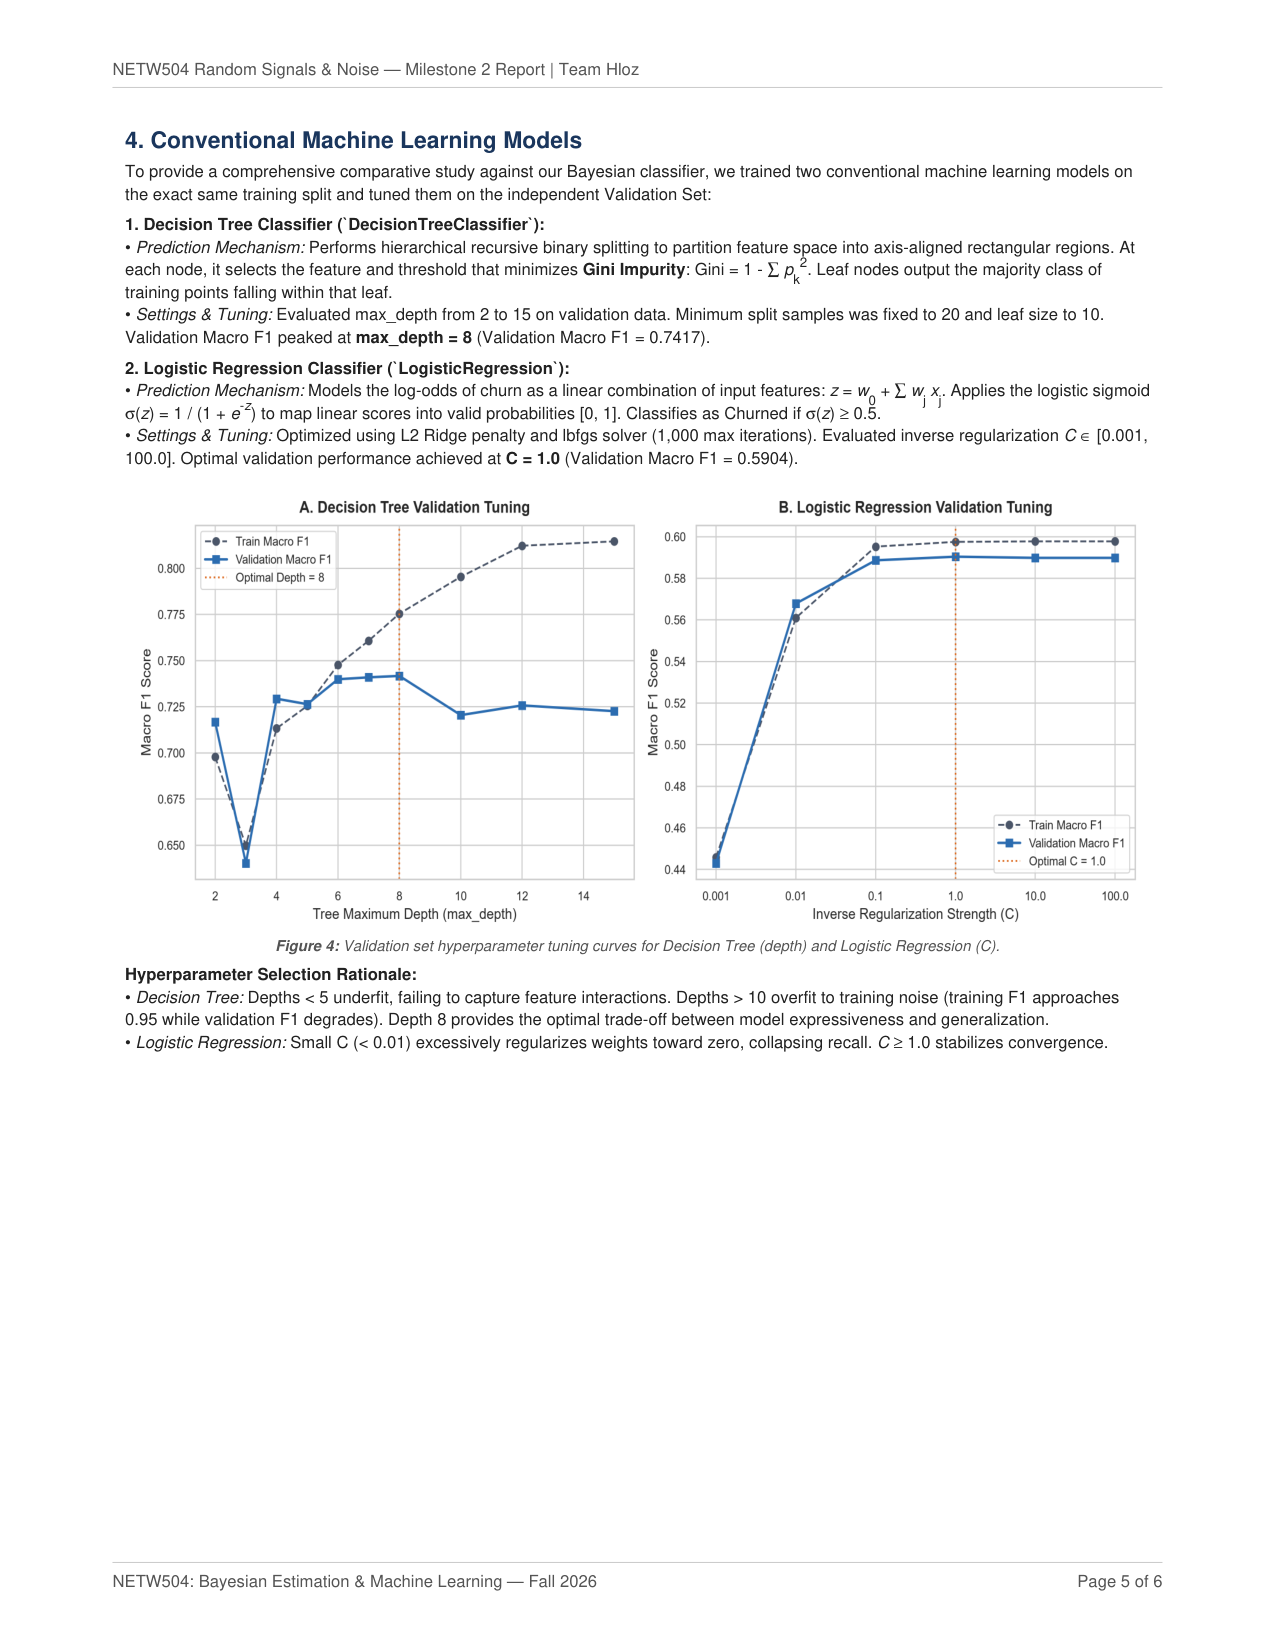 NETW504 Random Signals & Noise — Milestone 2 Report | Team Hloz
4. Conventional Machine Learning Models
To provide a comprehensive comparative study against our Bayesian classifier, we trained two conventional machine learning models on
the exact same training split and tuned them on the independent Validation Set:
1. Decision Tree Classifier (`DecisionTreeClassifier`):
• Prediction Mechanism: Performs hierarchical recursive binary splitting to partition feature space into axis-aligned rectangular regions. At
each node, it selects the feature and threshold that minimizes Gini Impurity: Gini = 1 - ∑ pₖ². Leaf nodes output the majority class of
training points falling within that leaf.
• Settings & Tuning: Evaluated max_depth from 2 to 15 on validation data. Minimum split samples was fixed to 20 and leaf size to 10.
Validation Macro F1 peaked at max_depth = 8 (Validation Macro F1 = 0.7417).
2. Logistic Regression Classifier (`LogisticRegression`):
• Prediction Mechanism: Models the log-odds of churn as a linear combination of input features: z = w₀ + ∑ wⱼ xⱼ. Applies the logistic sigmoid
σ(z) = 1 / (1 + e⁻ᶻ) to map linear scores into valid probabilities [0, 1]. Classifies as Churned if σ(z) ≥ 0.5.
• Settings & Tuning: Optimized using L2 Ridge penalty and lbfgs solver (1,000 max iterations). Evaluated inverse regularization C ∈ [0.001,
100.0]. Optimal validation performance achieved at C = 1.0 (Validation Macro F1 = 0.5904).
A. Decision Tree Validation Tuning
Train Macro F1
Validation Macro F1
Optimal Depth = 8
0.800
0.775
0.750
0.725
0.700
0.675
0.650
Macro F1 Score
2 4 6 8 10 12 14
Tree Maximum Depth (max_depth)
B. Logistic Regression Validation Tuning
0.60
0.58
0.56
0.54
0.52
0.50
0.48
0.46
0.44
Macro F1 Score
Train Macro F1
Validation Macro F1
Optimal C = 1.0
0.001 0.01 0.1 1.0 10.0 100.0
Inverse Regularization Strength (C)
Figure 4: Validation set hyperparameter tuning curves for Decision Tree (depth) and Logistic Regression (C).
Hyperparameter Selection Rationale:
• Decision Tree: Depths < 5 underfit, failing to capture feature interactions. Depths > 10 overfit to training noise (training F1 approaches
0.95 while validation F1 degrades). Depth 8 provides the optimal trade-off between model expressiveness and generalization.
• Logistic Regression: Small C (< 0.01) excessively regularizes weights toward zero, collapsing recall. C ≥ 1.0 stabilizes convergence.
NETW504: Bayesian Estimation & Machine Learning — Fall 2026
Page 5 of 6